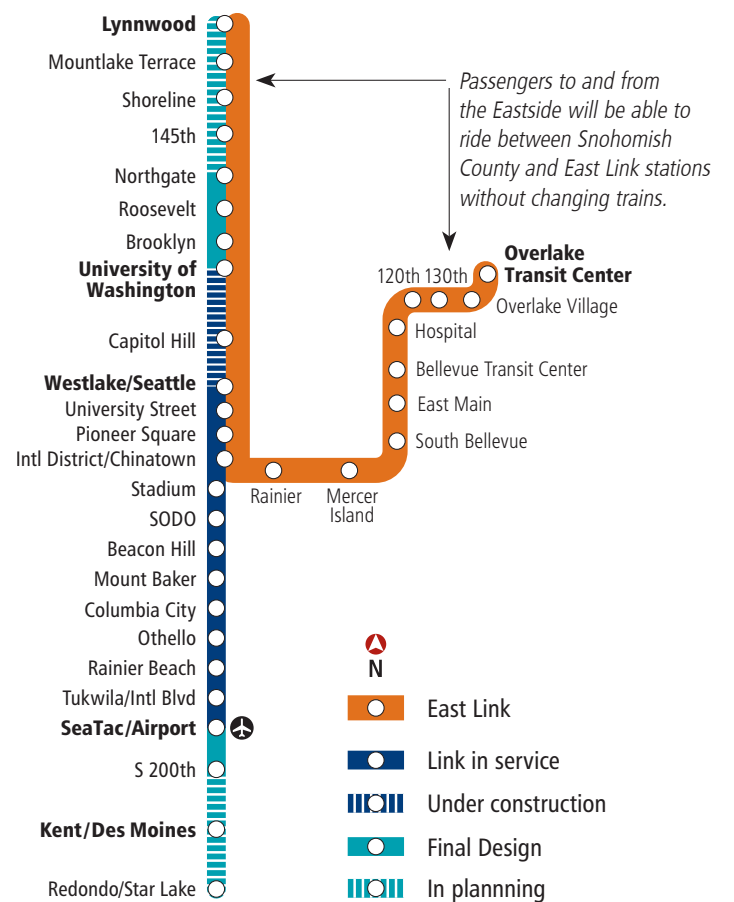 Lynnwood
Mountlake Terrace
Shoreline
145th
Northgate
Roosevelt
Brooklyn
University of
Washington
Capitol Hill
Westlake/Seattle
University Street
Pioneer Square
Intl District/Chinatown
Stadium
SODO
Beacon Hill
Mount Baker
Columbia City
Othello
Rainier Beach
Tukwila/Intl Blvd
SeaTac/Airport
S 200th
Kent/Des Moines
Redondo/Star Lake
Passengers to and from
the Eastside will be able to
ride between Snohomish
County and East Link stations
without changing trains.
Overlake
Transit Center
120th 130th
Overlake Village
Hospital
Bellevue Transit Center
East Main
South Bellevue
Rainier
Mercer
Island
N
East Link
Link in service
Under construction
Final Design
In plannning